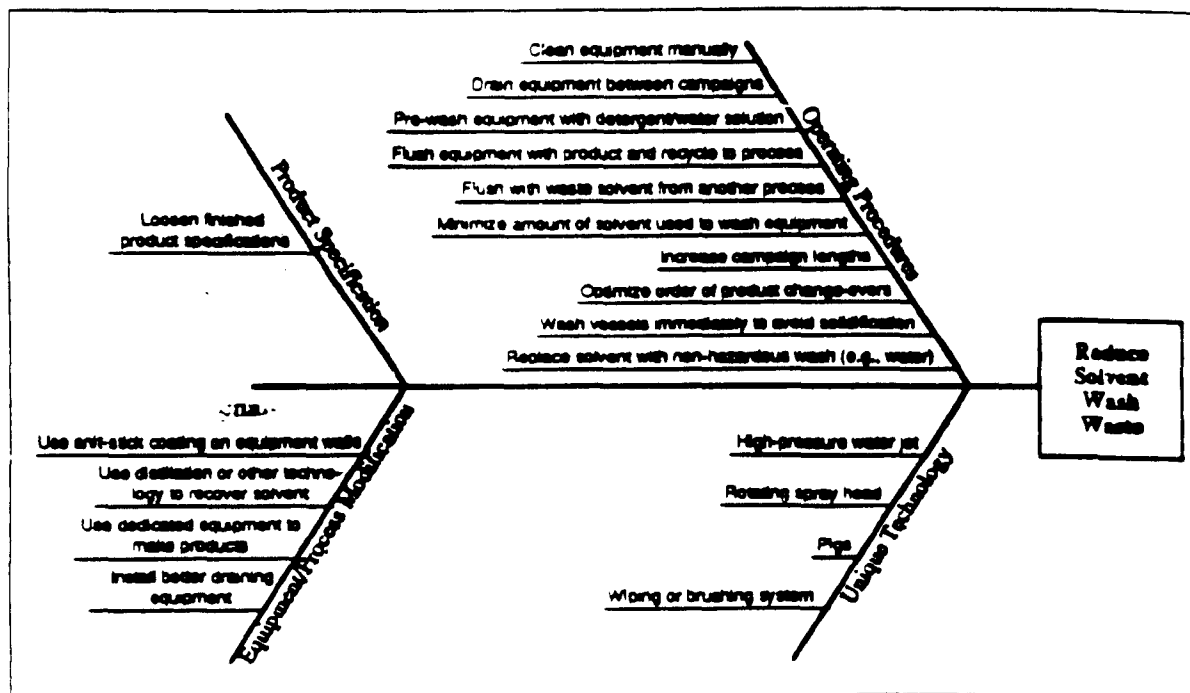 Clean equipment manually
Drain equipment between campaigns
Pre-wash equipment with detergent/water solution
Flush equipment with product and recycle to process
Flush with waste solvent from another process
Minimize amount of solvent used to wash equipment
Increase campaign lengths
Optimize order of product change-overs
Wash vessels immediately to avoid solidification
Replace solvent with non-hazardous wash (e.g., water)
Operating Procedures
Product Specification
Loosen finished
product specifications
Reduce
Solvent
Wash
Waste
Use anti-stick coating on equipment walls
Use distillation or other techno-
logy to recover solvent
Use dedicated equipment to
make products
Install better draining
equipment
Equipment/Process Modification
High-pressure water jet
Rotating spray head
Pigs
Wiping or brushing system
Unique Technology